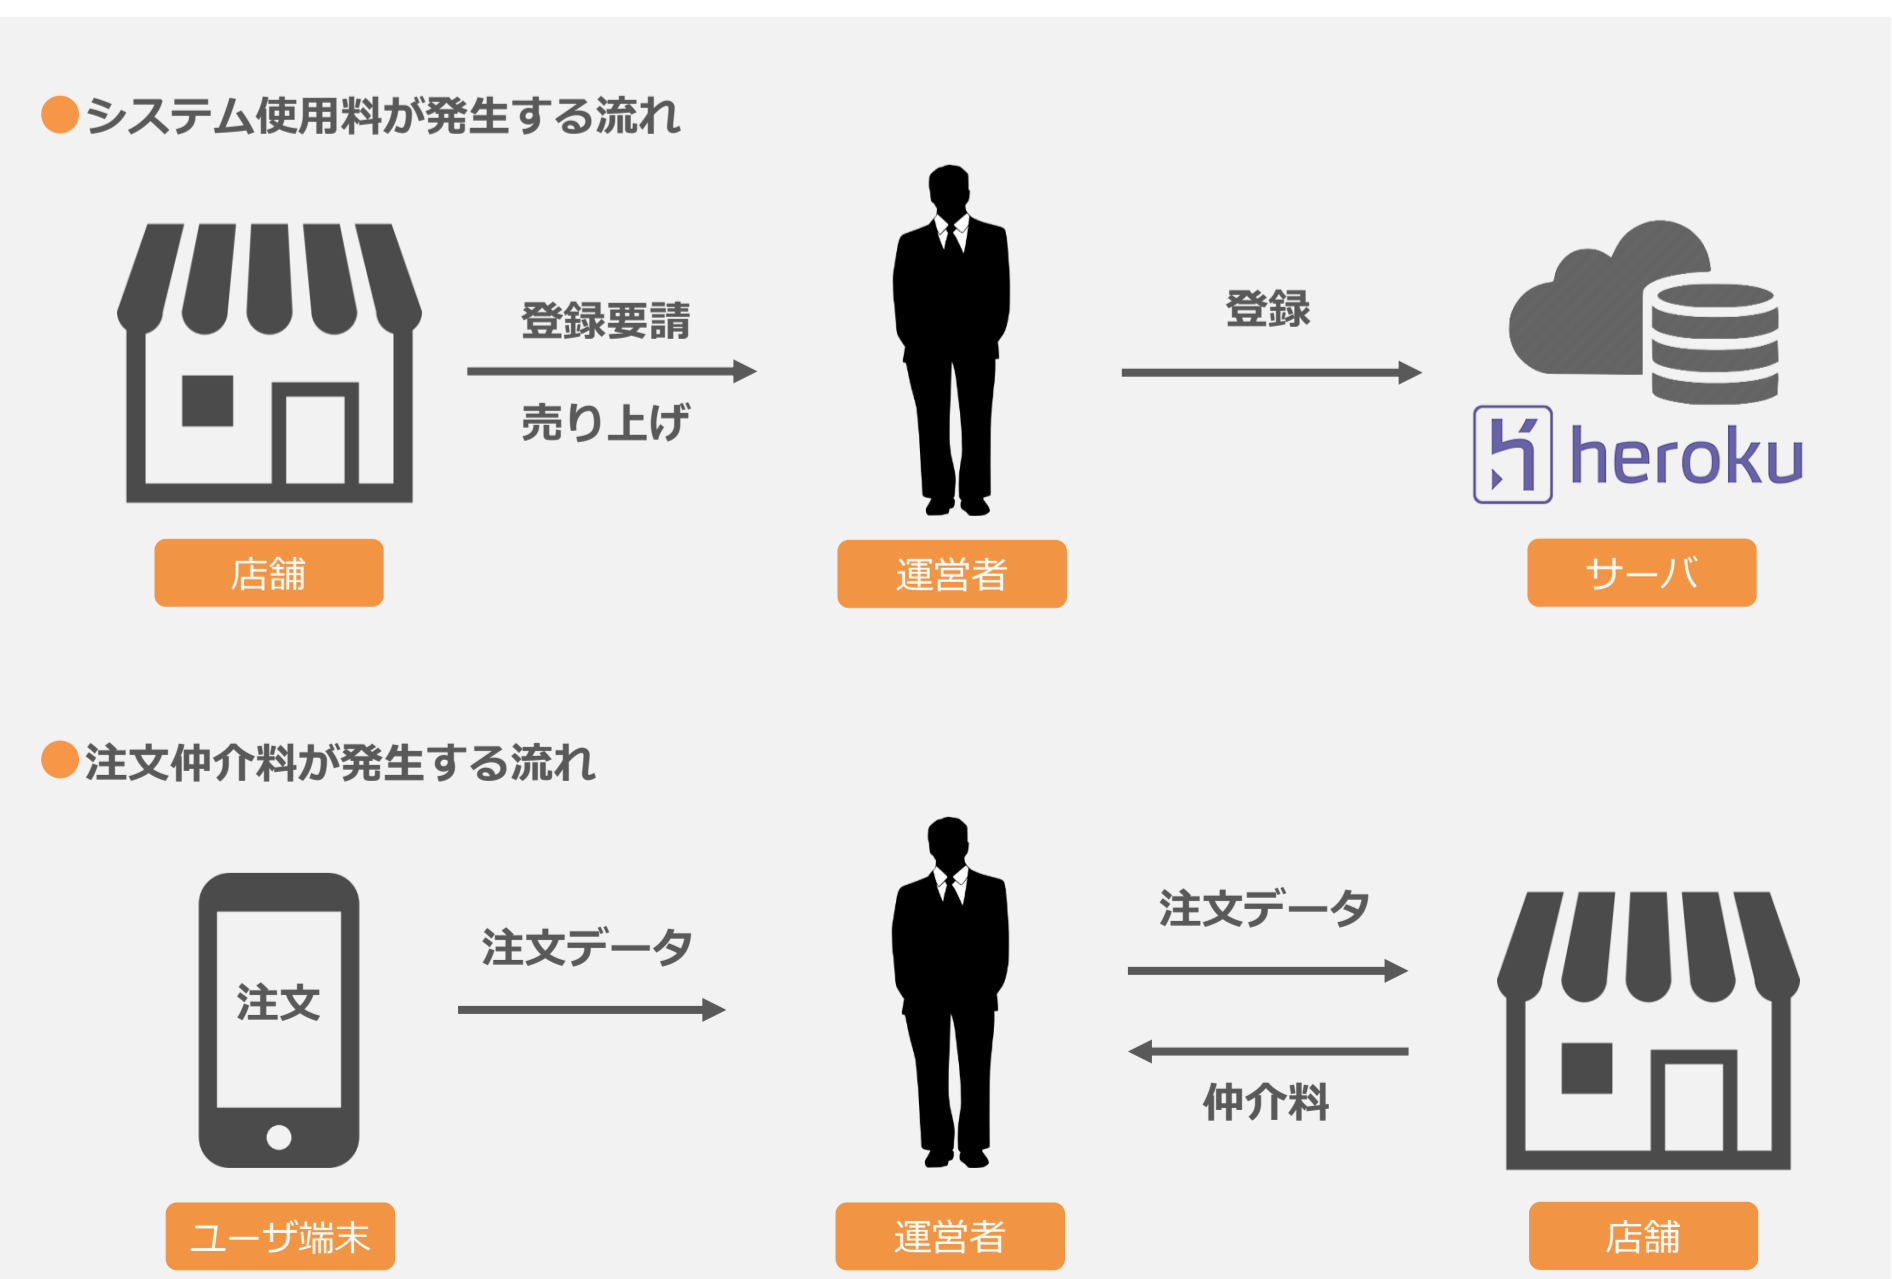 システム使用料が発生する流れ
登録要請
売り上げ
登録
heroku
店舗
運営者
サーバ
注文仲介料が発生する流れ
注文
注文データ
注文データ
仲介料
ユーザ端末
運営者
店舗